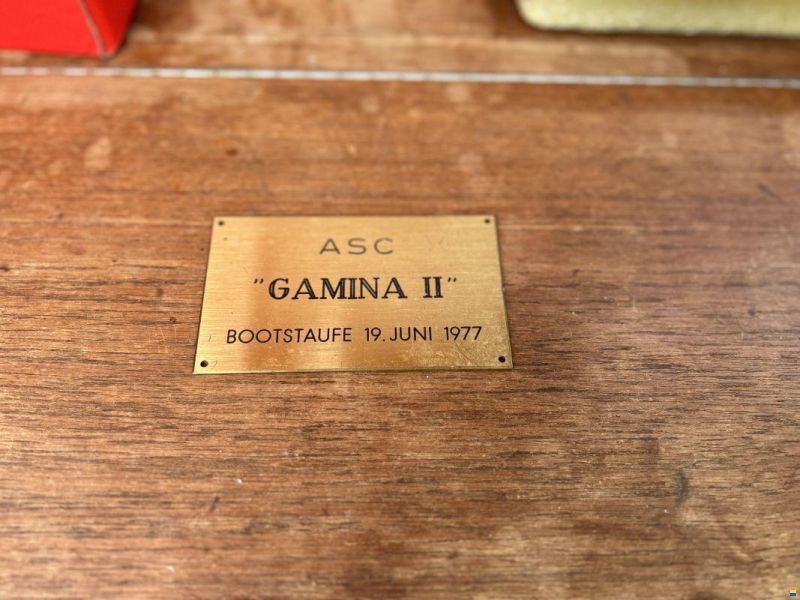 ASC
"GAMINA II"
BOOTSTAUFE 19. JUNI 1977